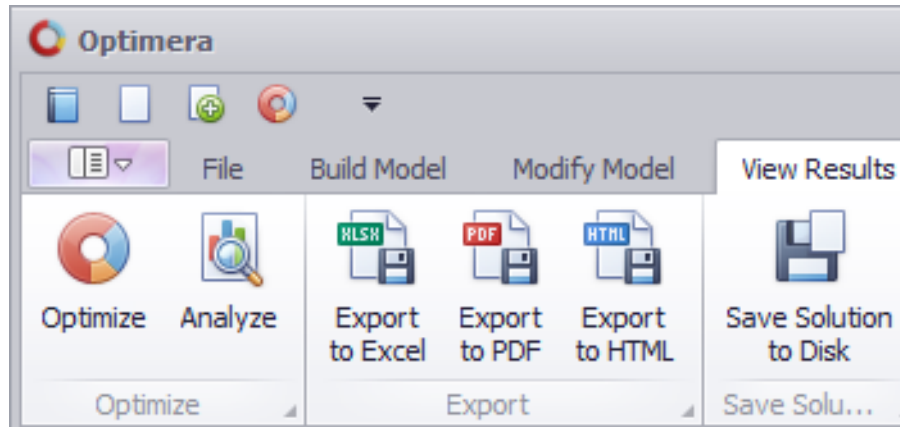 Optimera
File Build Model Modify Model View Results
XLSX PDF HTML
Optimize Analyze Export Export Export Save Solution
to Excel to PDF to HTML to Disk
Optimize Export Save Solu...